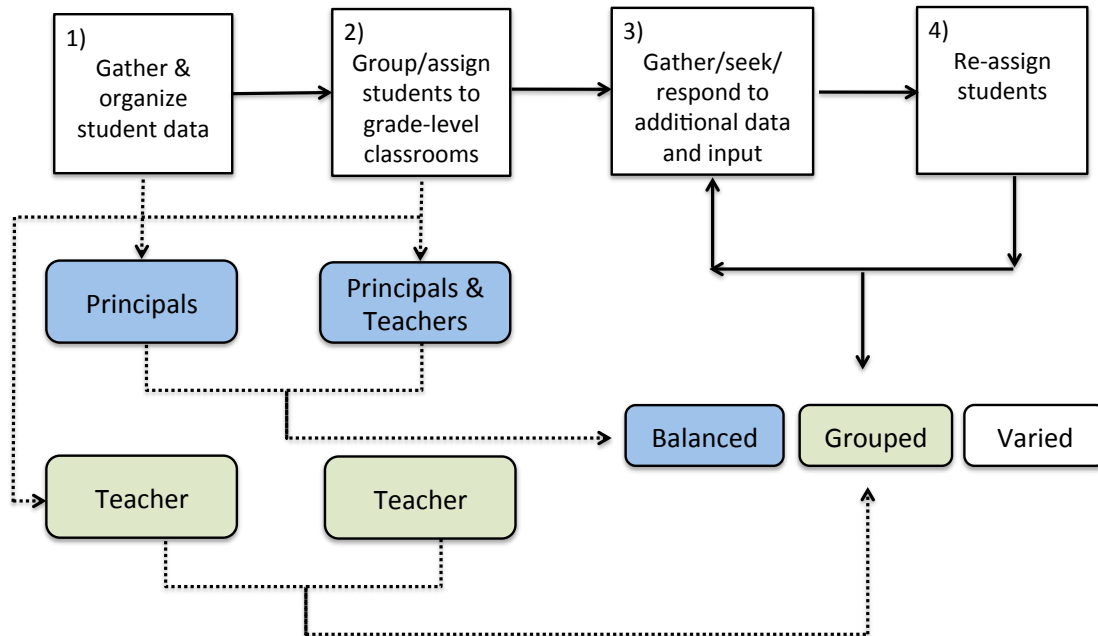 1)
Gather &
organize
student data
2)
Group/assign
students to
grade-level
classrooms
3)
Gather/seek/
respond to
additional data
and input
4)
Re-assign
students
Principals
Principals &
Teachers
Balanced
Grouped
Varied
Teacher
Teacher